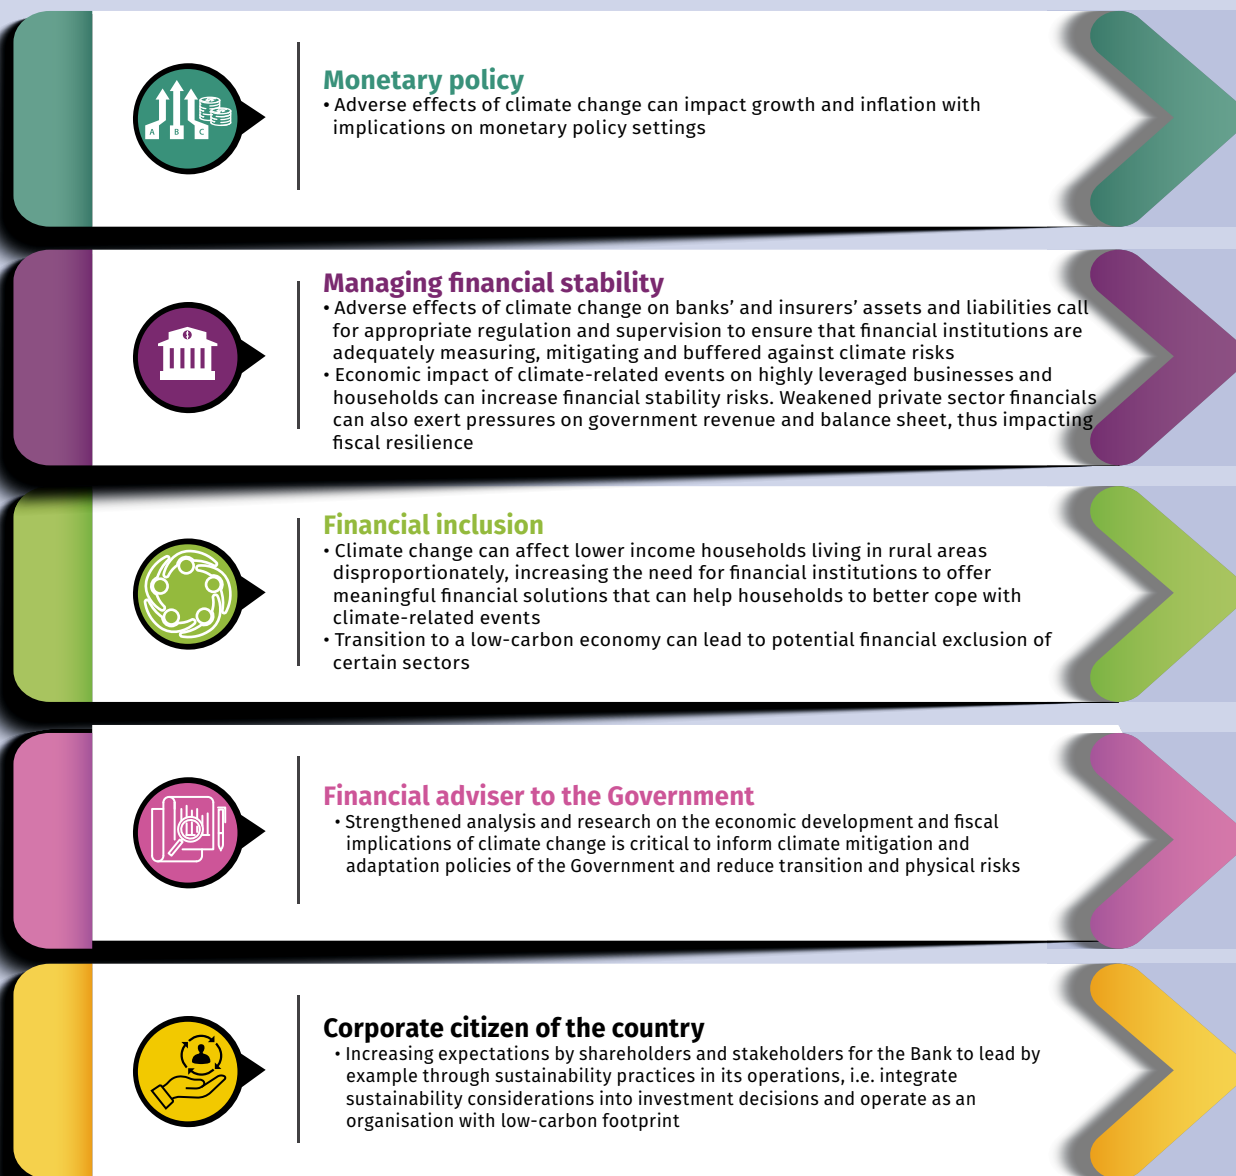 A B C
Monetary policy
• Adverse effects of climate change can impact growth and inflation with
implications on monetary policy settings
Managing financial stability
• Adverse effects of climate change on banks’ and insurers’ assets and liabilities call
for appropriate regulation and supervision to ensure that financial institutions are
adequately measuring, mitigating and buffered against climate risks
• Economic impact of climate-related events on highly leveraged businesses and
households can increase financial stability risks. Weakened private sector financials
can also exert pressures on government revenue and balance sheet, thus impacting
fiscal resilience
Financial inclusion
• Climate change can affect lower income households living in rural areas
disproportionately, increasing the need for financial institutions to offer
meaningful financial solutions that can help households to better cope with
climate-related events
• Transition to a low-carbon economy can lead to potential financial exclusion of
certain sectors
Financial adviser to the Government
• Strengthened analysis and research on the economic development and fiscal
implications of climate change is critical to inform climate mitigation and
adaptation policies of the Government and reduce transition and physical risks
Corporate citizen of the country
• Increasing expectations by shareholders and stakeholders for the Bank to lead by
example through sustainability practices in its operations, i.e. integrate
sustainability considerations into investment decisions and operate as an
organisation with low-carbon footprint